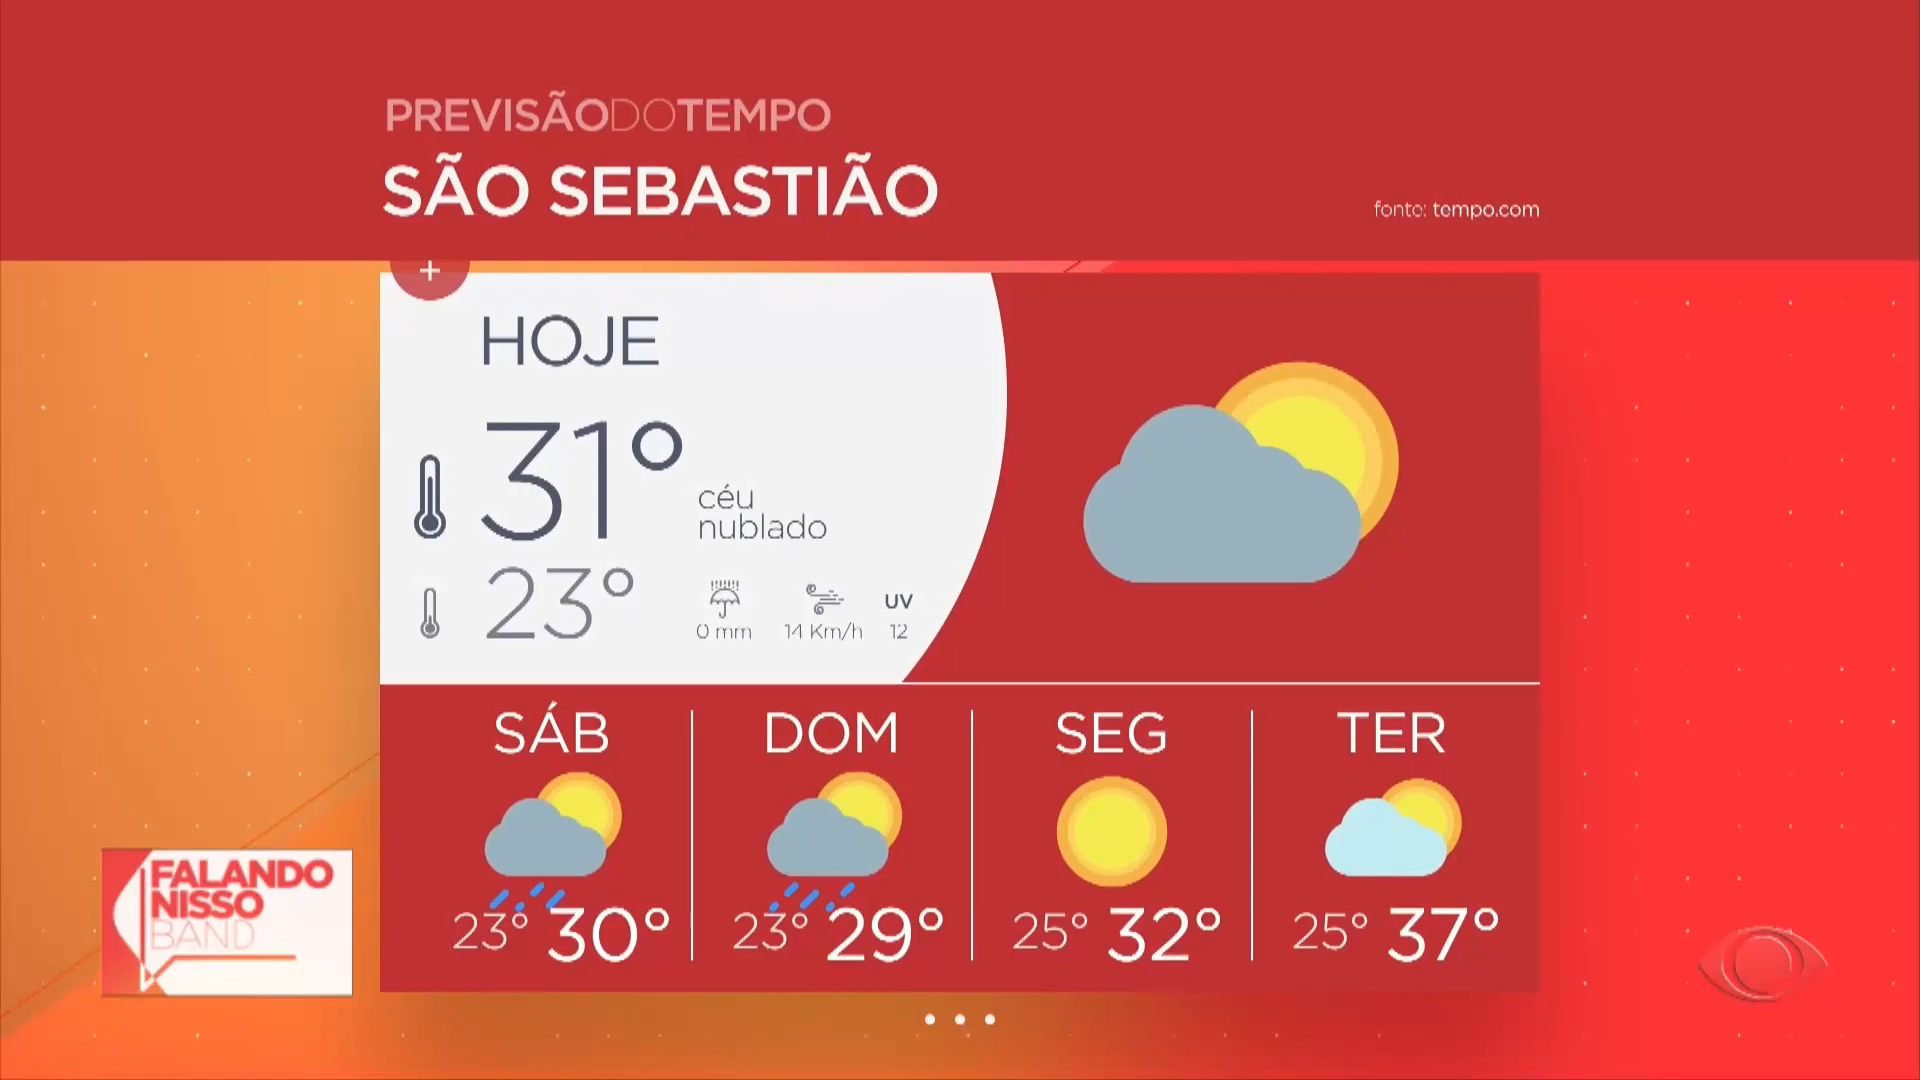 PREVISÃODOTEMPO
SÃO SEBASTIÃO
fonte: tempo.com
+
HOJE
31°
céu
nublado
23°
UV
0 mm
14 Km/h
12
SÁB
DOM
SEG
TER
23° 30°
23° 29°
25° 32°
25° 37°
FALANDO
NISSO
BAND